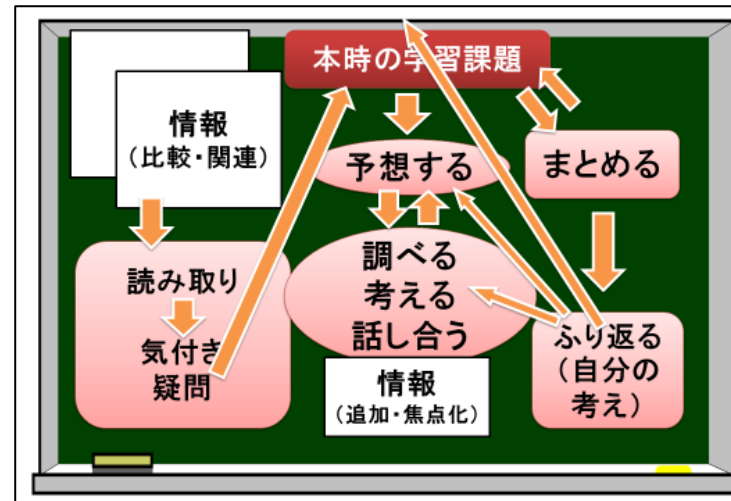 本時の学習課題
情報
（比較・関連）
予想する
まとめる
読み取り
気付き
疑問
調べる
考える
話し合う
情報
（追加・焦点化）
ふり返る
（自分の
考え）